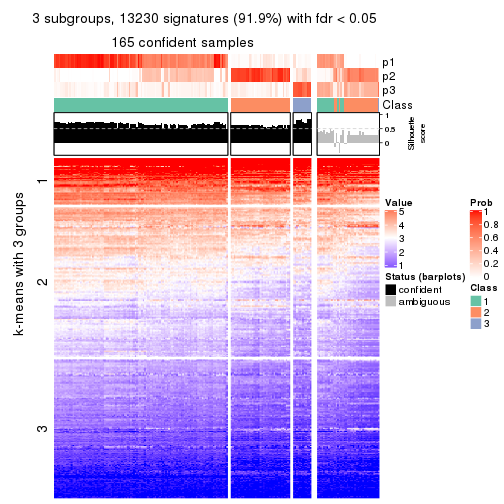 3 subgroups, 13230 signatures (91.9%) with fdr < 0.05
165 confident samples
p1
p2
p3
Class
1
0.5
0
Silhouette
score
k-means with 3 groups
1
2
3
Value
5
4
3
2
1
Status (barplots)
confident
ambiguous
Prob
1
0.8
0.6
0.4
0.2
0
Class
1
2
3